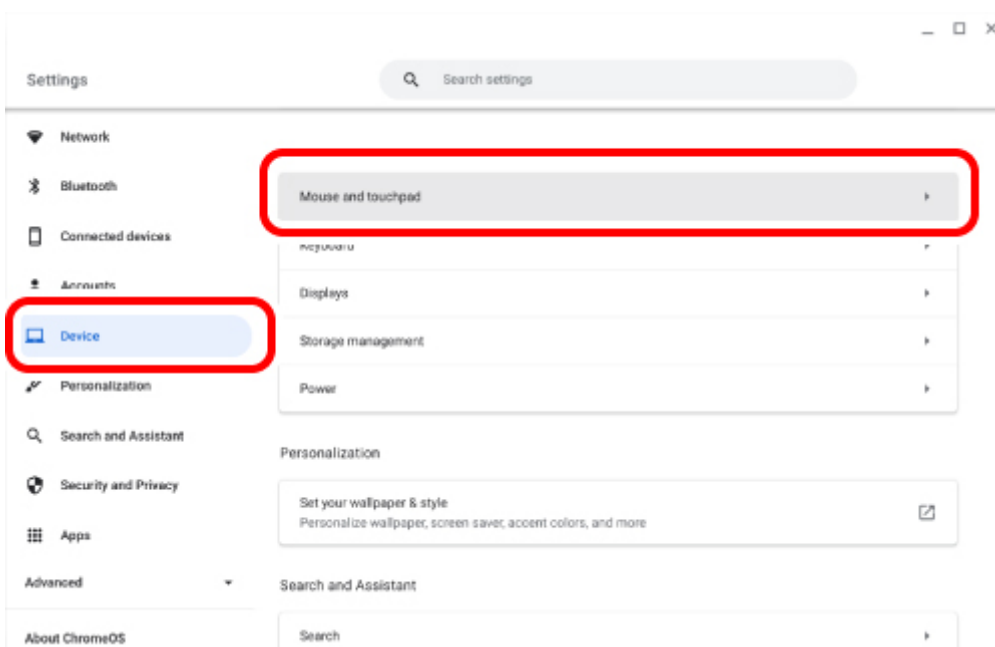 Settings
Search settings
Network
Bluetooth
Connected devices
Accounts
Device
Personalization
Search and Assistant
Security and Privacy
Apps
Advanced
About ChromeOS
Mouse and touchpad
Keyboard
Displays
Storage management
Power
Personalization
Set your wallpaper & style
Personalize wallpaper, screen saver, accent colors, and more
Search and Assistant
Search